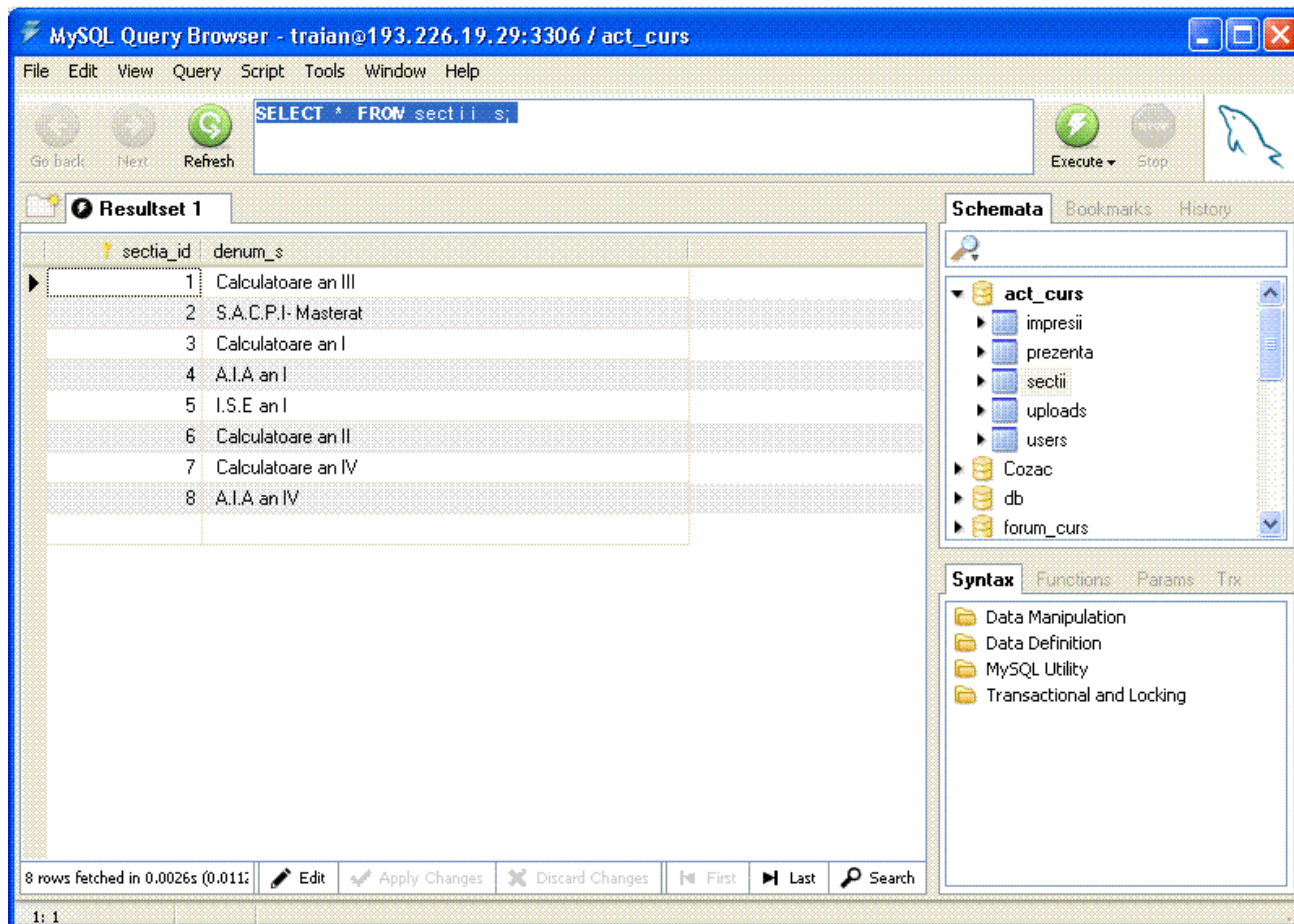 MySQL Query Browser - traian@193.226.19.29:3306 / act_curs
File Edit View Query Script Tools Window Help
SELECT * FROM sectii s;
Go back Next Refresh Execute Stop
Resultset 1
sectia_id denum_s
1 Calculatoare an III
2 S.A.C.P.I- Masterat
3 Calculatoare an I
4 A.I.A an I
5 I.S.E an I
6 Calculatoare an II
7 Calculatoare an IV
8 A.I.A an IV
8 rows fetched in 0.0026s (0.0112 Edit Apply Changes Discard Changes First Last Search
1: 1
Schemata Bookmarks History
act_curs
impresii
prezenta
sectii
uploads
users
Cozac
db
forum_curs
Syntax Functions Params Trx
Data Manipulation
Data Definition
MySQL Utility
Transactional and Locking